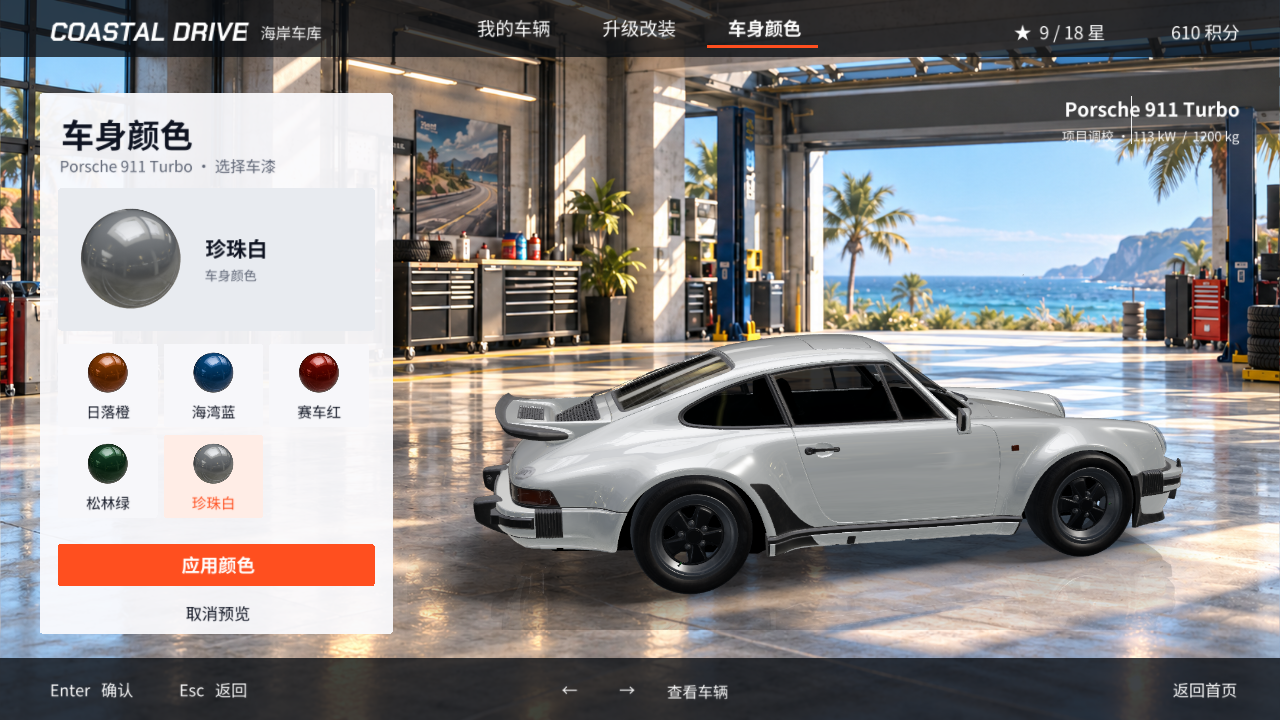 COASTAL DRIVE 海岸车库
我的车辆 升级改装 车身颜色
★ 9 / 18 星 610 积分
Porsche 911 Turbo
项目调校 · 113 kW / 1200 kg
车身颜色
Porsche 911 Turbo · 选择车漆
珍珠白
车身颜色
日落橙 海湾蓝 赛车红
松林绿 珍珠白
应用颜色
取消预览
Enter 确认 Esc 返回 ← → 查看车辆 返回首页